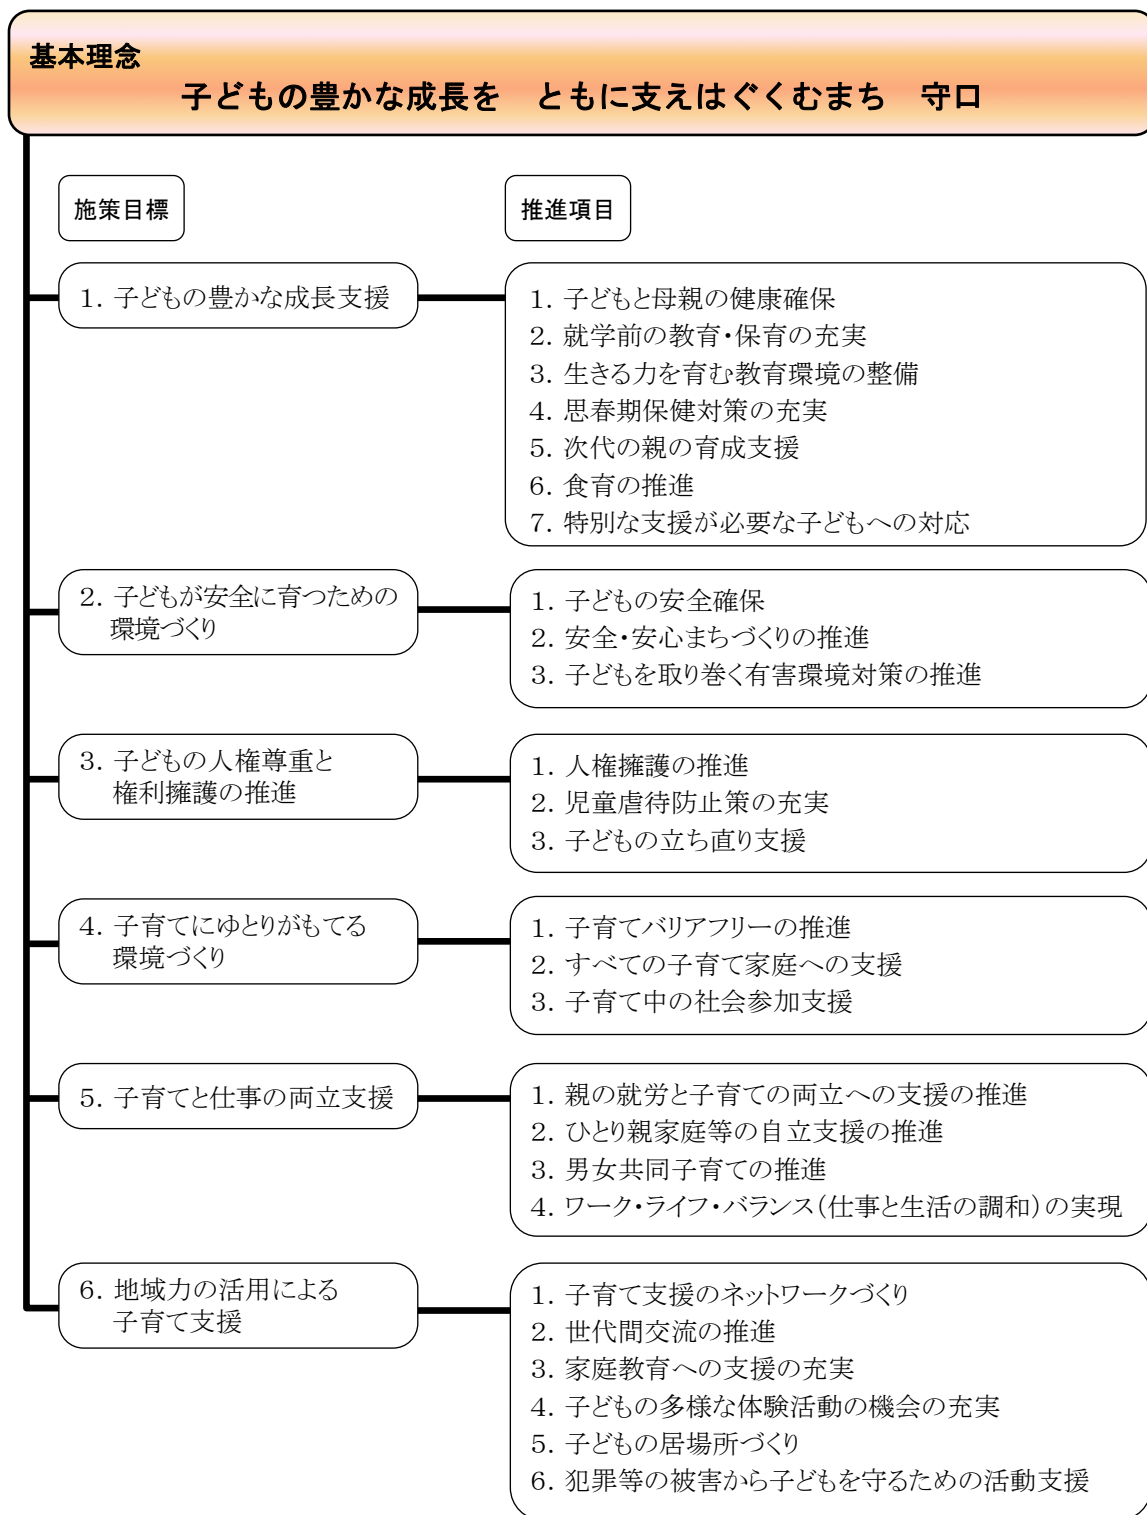 基本理念
子どもの豊かな成長を　ともに支えはぐくむまち　守口
施策目標
推進項目
1. 子どもの豊かな成長支援
1. 子どもと母親の健康確保
2. 就学前の教育・保育の充実
3. 生きる力を育む教育環境の整備
4. 思春期保健対策の充実
5. 次代の親の育成支援
6. 食育の推進
7. 特別な支援が必要な子どもへの対応
2. 子どもが安全に育つための
環境づくり
1. 子どもの安全確保
2. 安全・安心まちづくりの推進
3. 子どもを取り巻く有害環境対策の推進
3. 子どもの人権尊重と
権利擁護の推進
1. 人権擁護の推進
2. 児童虐待防止策の充実
3. 子どもの立ち直り支援
4. 子育てにゆとりがもてる
環境づくり
1. 子育てバリアフリーの推進
2. すべての子育て家庭への支援
3. 子育て中の社会参加支援
5. 子育てと仕事の両立支援
1. 親の就労と子育ての両立への支援の推進
2. ひとり親家庭等の自立支援の推進
3. 男女共同子育ての推進
4. ワーク・ライフ・バランス(仕事と生活の調和)の実現
6. 地域力の活用による
子育て支援
1. 子育て支援のネットワークづくり
2. 世代間交流の推進
3. 家庭教育への支援の充実
4. 子どもの多様な体験活動の機会の充実
5. 子どもの居場所づくり
6. 犯罪等の被害から子どもを守るための活動支援